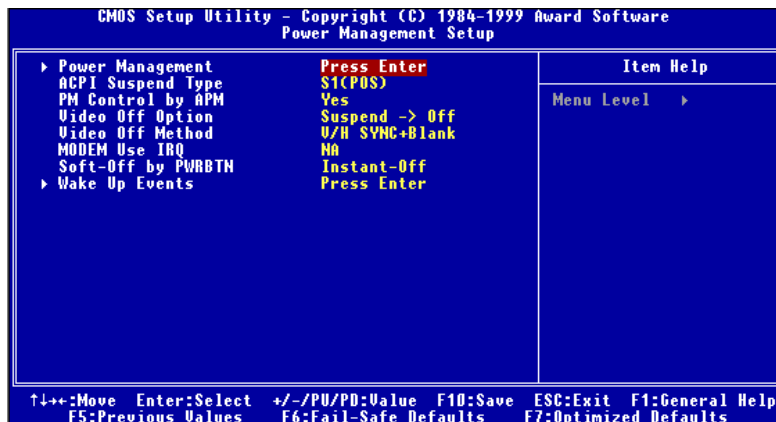 CMOS Setup Utility - Copyright (C) 1984-1999 Award Software
Power Management Setup
▸ Power Management Press Enter
ACPI Suspend Type S1(POS)
PM Control by APM Yes
Video Off Option Suspend -> Off
Video Off Method V/H SYNC+Blank
MODEM Use IRQ NA
Soft-Off by PWRBTN Instant-Off
▸ Wake Up Events Press Enter
Item Help
Menu Level ▸
↑↓→←:Move Enter:Select +/-/PU/PD:Value F10:Save ESC:Exit F1:General Help
F5:Previous Values F6:Fail-Safe Defaults F7:Optimized Defaults